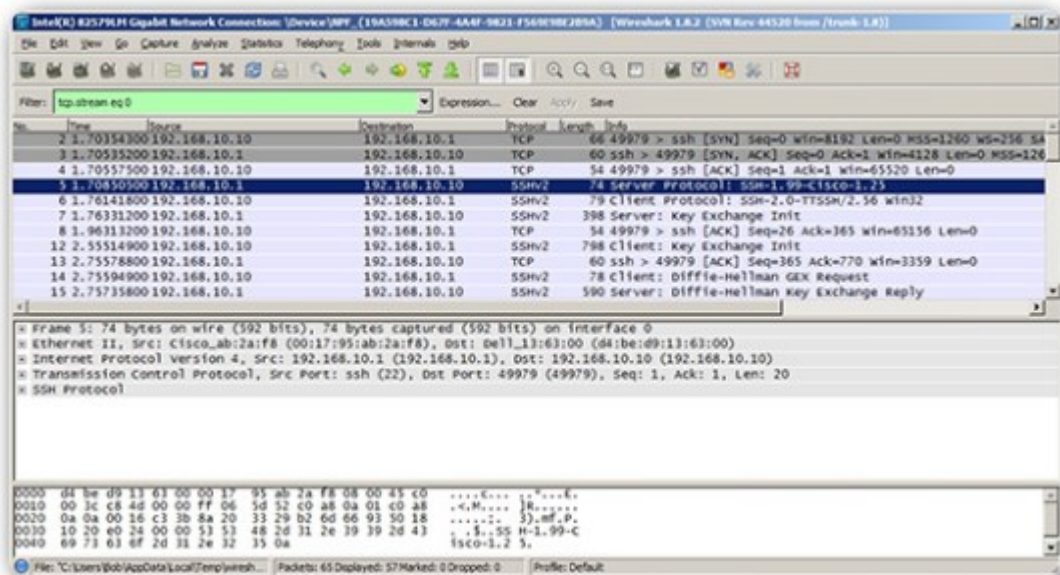 Intel(R) 82579LM Gigabit Network Connection: \Device\NPF_{19A598C1-D67F-4A4F-9821-F569E9BE2B9A} [Wireshark 1.8.2 (SVN Rev 44520 from /trunk-1.8)]
File Edit View Go Capture Analyze Statistics Telephony Tools Internals Help
Filter: tcp.stream eq 0 Expression... Clear Apply Save
No. Time Source Destination Protocol Length Info
2 1.70354300 192.168.10.10 192.168.10.1 TCP 66 49979 > ssh [SYN] Seq=0 Win=8192 Len=0 MSS=1260 WS=256 SA
3 1.70535200 192.168.10.1 192.168.10.10 TCP 60 ssh > 49979 [SYN, ACK] Seq=0 Ack=1 Win=4128 Len=0 MSS=126
4 1.70557500 192.168.10.10 192.168.10.1 TCP 54 49979 > ssh [ACK] Seq=1 Ack=1 Win=65520 Len=0
5 1.70850500 192.168.10.1 192.168.10.10 SSHv2 74 Server Protocol: SSH-1.99-Cisco-1.25
6 1.76141800 192.168.10.10 192.168.10.1 SSHv2 79 Client Protocol: SSH-2.0-TTSSH/2.56 Win32
7 1.76331200 192.168.10.1 192.168.10.10 SSHv2 398 Server: Key Exchange Init
8 1.96313200 192.168.10.10 192.168.10.1 TCP 54 49979 > ssh [ACK] Seq=26 Ack=365 Win=65156 Len=0
12 2.55514900 192.168.10.10 192.168.10.1 SSHv2 798 Client: Key Exchange Init
13 2.75578800 192.168.10.1 192.168.10.10 TCP 60 ssh > 49979 [ACK] Seq=365 Ack=770 Win=3359 Len=0
14 2.75594900 192.168.10.10 192.168.10.1 SSHv2 78 Client: Diffie-Hellman GEX Request
15 2.75735800 192.168.10.1 192.168.10.10 SSHv2 590 Server: Diffie-Hellman Key Exchange Reply
Frame 5: 74 bytes on wire (592 bits), 74 bytes captured (592 bits) on interface 0
Ethernet II, Src: Cisco_ab:2a:f8 (00:17:95:ab:2a:f8), Dst: Dell_13:63:00 (d4:be:d9:13:63:00)
Internet Protocol Version 4, Src: 192.168.10.1 (192.168.10.1), Dst: 192.168.10.10 (192.168.10.10)
Transmission Control Protocol, Src Port: ssh (22), Dst Port: 49979 (49979), Seq: 1, Ack: 1, Len: 20
SSH Protocol
0000 d4 be d9 13 63 00 00 17 95 ab 2a f8 08 00 45 c0 ....c... ..*...E.
0010 00 3c c8 4d 00 00 ff 06 5d 52 c0 a8 0a 01 c0 a8 .<.M.... ]R......
0020 0a 0a 00 16 c3 3b 8a 20 33 29 b2 6d 66 93 50 18 .....;. 3).mf.P.
0030 10 20 e0 24 00 00 53 53 48 2d 31 2e 39 39 2d 43 . .$..SS H-1.99-C
0040 69 73 63 6f 2d 31 2e 32 35 0a isco-1.2 5.
File: "C:\Users\Bob\AppData\Local\Temp\wiresh... Packets: 65 Displayed: 57 Marked: 0 Dropped: 0 Profile: Default